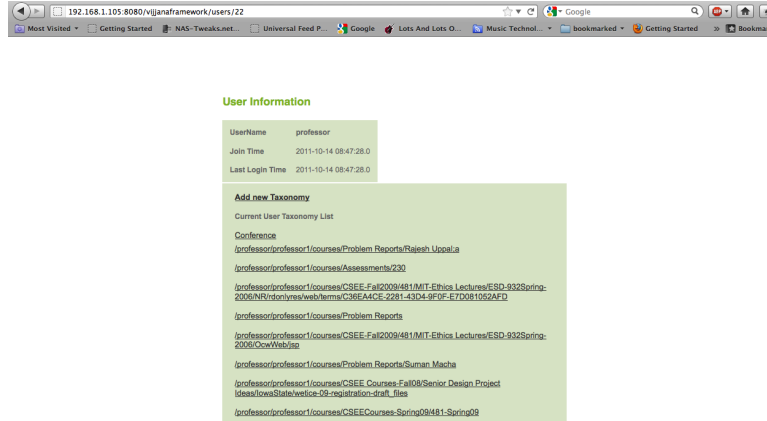 192.168.1.105:8080/vijjanaframework/users/22
Google
Most Visited
Getting Started
NAS-Tweaks.net...
Universal Feed P...
Google
Lots And Lots O...
Music Technol...
bookmarked
Getting Started
»
Bookma
User Information
UserName professor
Join Time 2011-10-14 08:47:28.0
Last Login Time 2011-10-14 08:47:28.0
Add new Taxonomy
Current User Taxonomy List
Conference
/professor/professor1/courses/Problem Reports/Rajesh Uppal;a
/professor/professor1/courses/Assessments/230
/professor/professor1/courses/CSEE-Fall2009/481/MIT-Ethics Lectures/ESD-932Spring-
2006/NR/rdonlyres/web/terms/C36EA4CE-2281-43D4-9F0F-E7D081052AFD
/professor/professor1/courses/Problem Reports
/professor/professor1/courses/CSEE-Fall2009/481/MIT-Ethics Lectures/ESD-932Spring-
2006/OcwWeb/jsp
/professor/professor1/courses/Problem Reports/Suman Macha
/professor/professor1/courses/CSEE Courses-Fall08/Senior Design Project
Ideas/IowaState/wetice-09-registration-draft_files
/professor/professor1/courses/CSEECourses-Spring09/481-Spring09